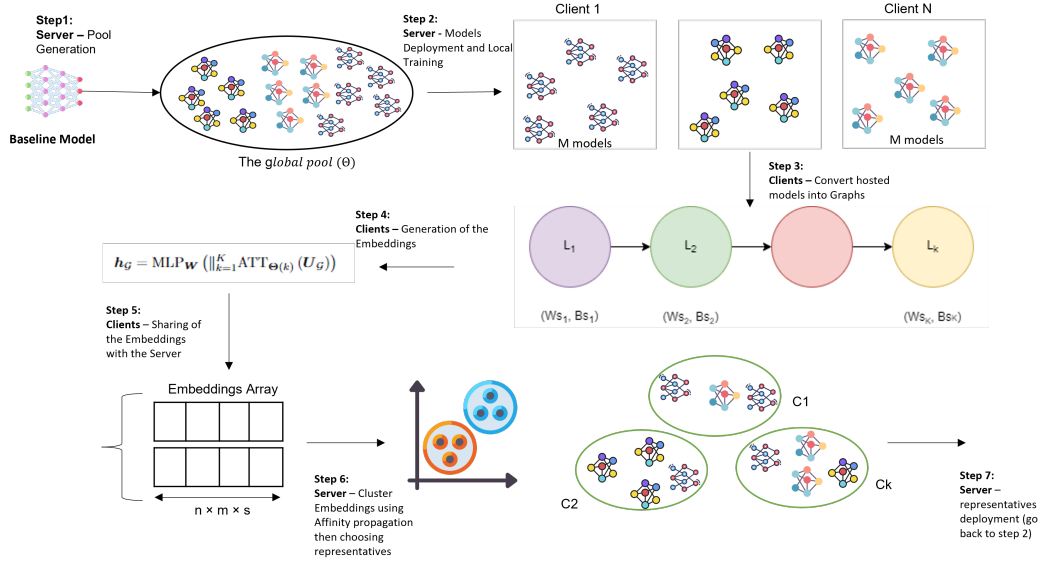 Step1:
Server – Pool
Generation
Baseline Model
The global pool (Θ)
Step 2:
Server - Models
Deployment and Local
Training
Client 1
M models
Client N
M models
Step 3:
Clients – Convert hosted
models into Graphs
L1
L2
Lk
(Ws1, Bs1)
(Ws2, Bs2)
(WsK, BsK)
Step 4:
Clients – Generation of the
Embeddings
h𝒢 = MLP_W (∥_{k=1}^{K} ATT_{Θ(k)} (U𝒢))
Step 5:
Clients – Sharing of
the Embeddings
with the Server
Embeddings Array
n × m × s
Step 6:
Server – Cluster
Embeddings using
Affinity propagation
then choosing
representatives
C1
C2
Ck
Step 7:
Server –
representatives
deployment (go
back to step 2)